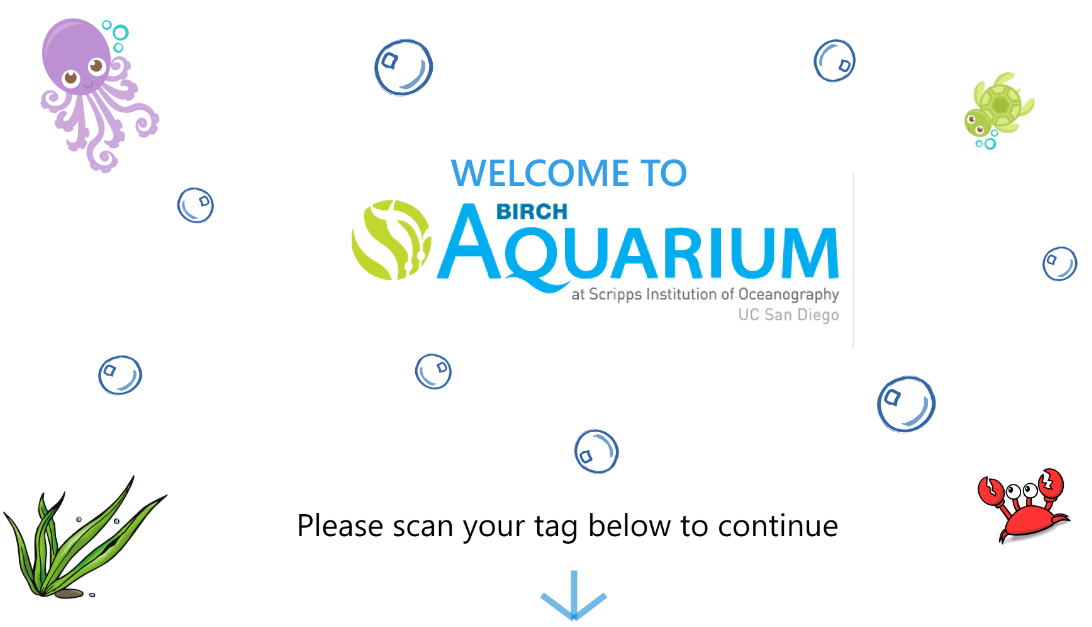 WELCOME TO
BIRCH
AQUARIUM
at Scripps Institution of Oceanography
UC San Diego
Please scan your tag below to continue